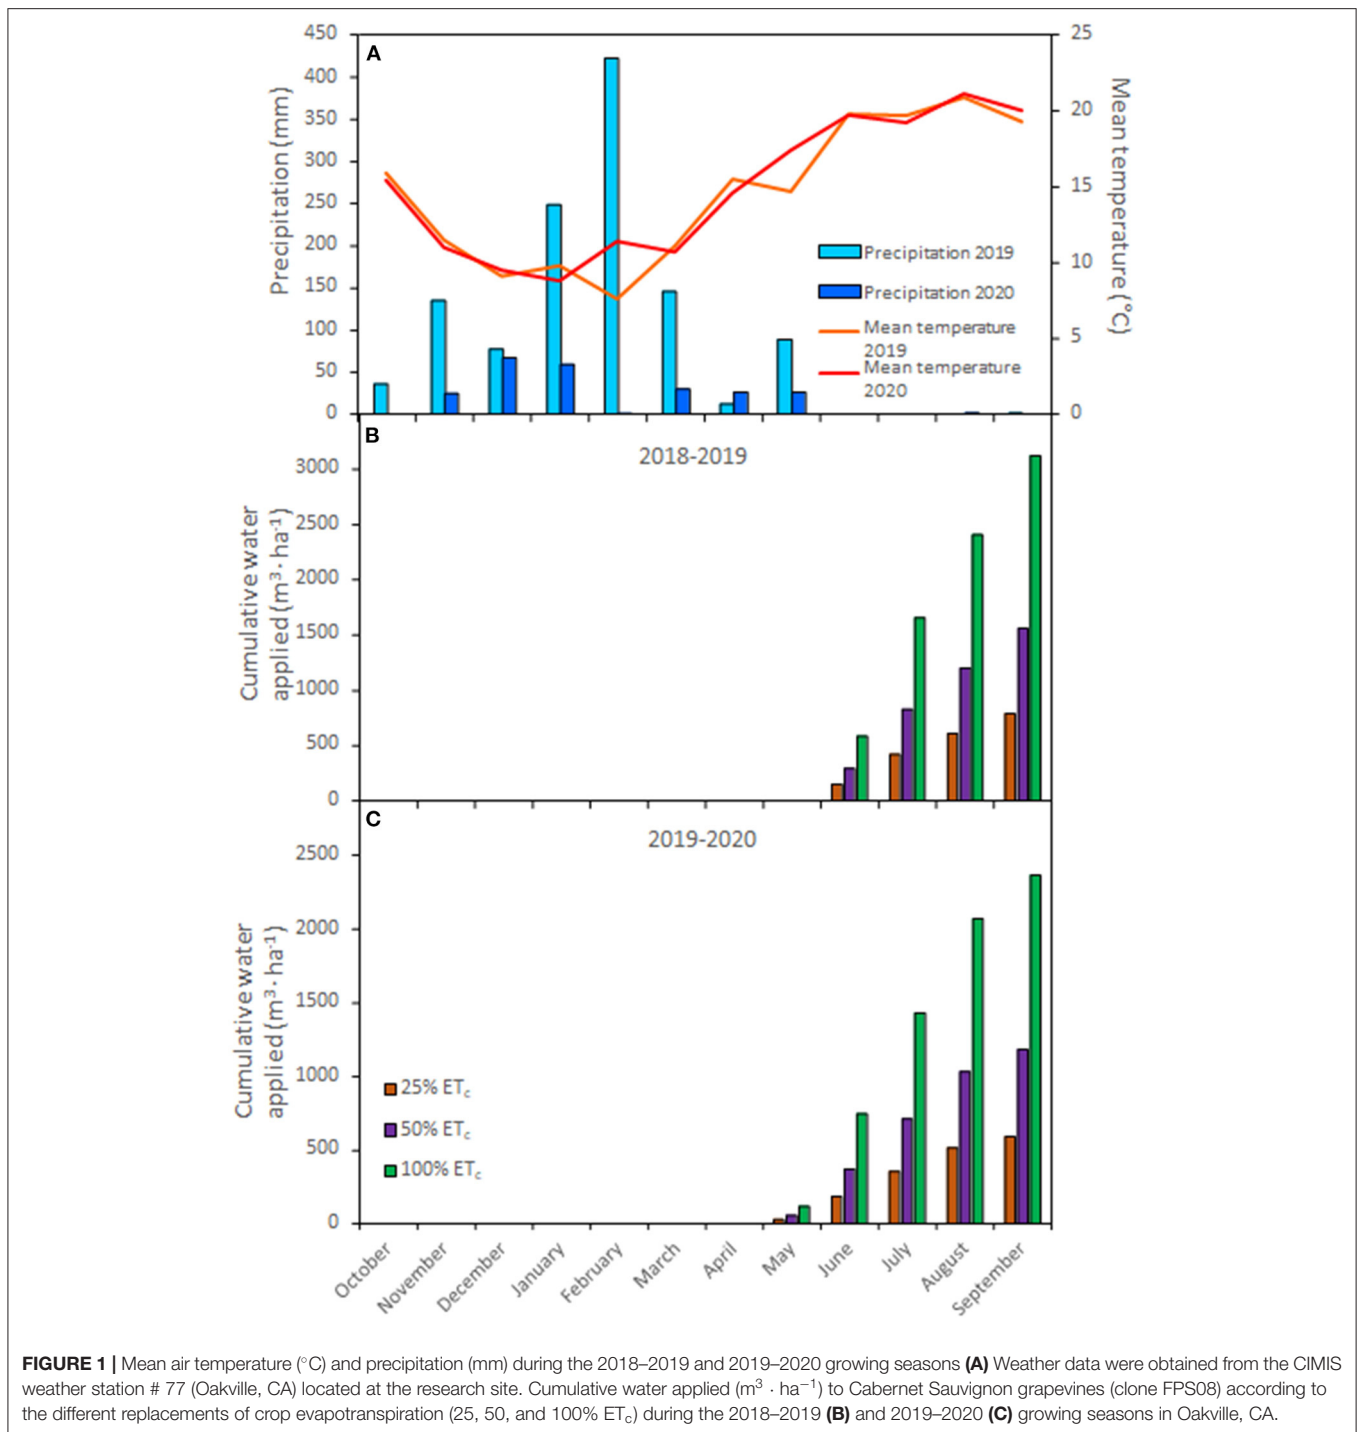 A
450
400
350
300
250
200
150
100
50
0
Precipitation (mm)
25
20
15
10
5
0
Mean temperature (°C)
Precipitation 2019
Precipitation 2020
Mean temperature
2019
Mean temperature
2020
B
2018-2019
3000
2500
2000
1500
1000
500
0
Cumulative water
applied (m³·ha⁻¹)
C
2019-2020
2500
2000
1500
1000
500
0
Cumulative water
applied (m³·ha⁻¹)
25% ETc
50% ETc
100% ETc
October
November
December
January
February
March
April
May
June
July
August
September
FIGURE 1 | Mean air temperature (°C) and precipitation (mm) during the 2018–2019 and 2019–2020 growing seasons (A) Weather data were obtained from the CIMIS
weather station # 77 (Oakville, CA) located at the research site. Cumulative water applied (m³ · ha⁻¹) to Cabernet Sauvignon grapevines (clone FPS08) according to
the different replacements of crop evapotranspiration (25, 50, and 100% ETc) during the 2018–2019 (B) and 2019–2020 (C) growing seasons in Oakville, CA.